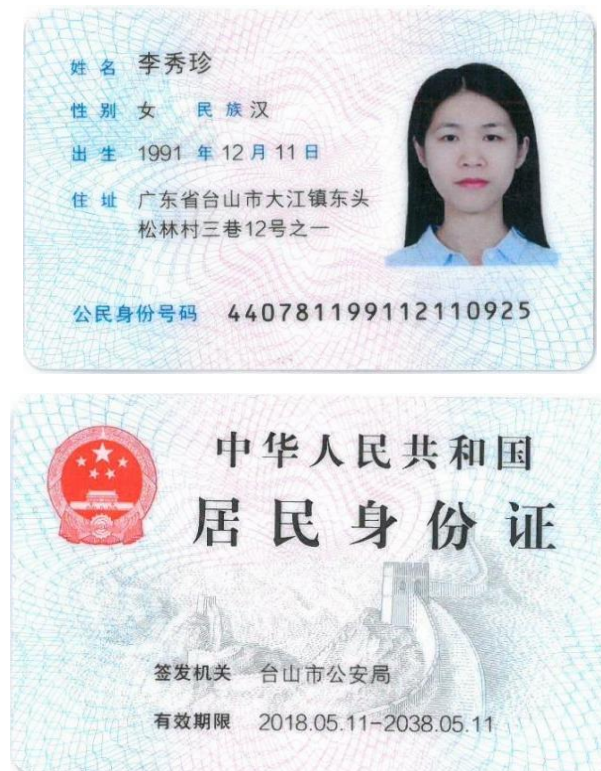 姓名 李秀珍
性别 女 民族 汉
出生 1991 年 12 月 11 日
住址 广东省台山市大江镇东头
松林村三巷12号之一
公民身份号码 440781199112110925
中华人民共和国
居民身份证
签发机关 台山市公安局
有效期限 2018.05.11-2038.05.11